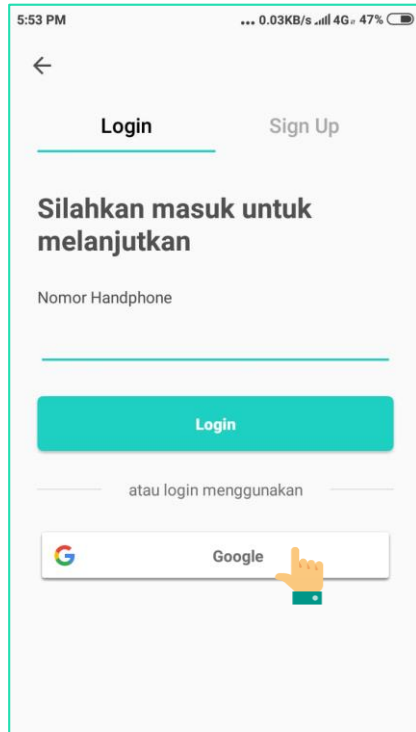 5:53 PM ... 0.03KB/s 4G 47%
Login Sign Up
Silahkan masuk untuk
melanjutkan
Nomor Handphone
Login
atau login menggunakan
Google